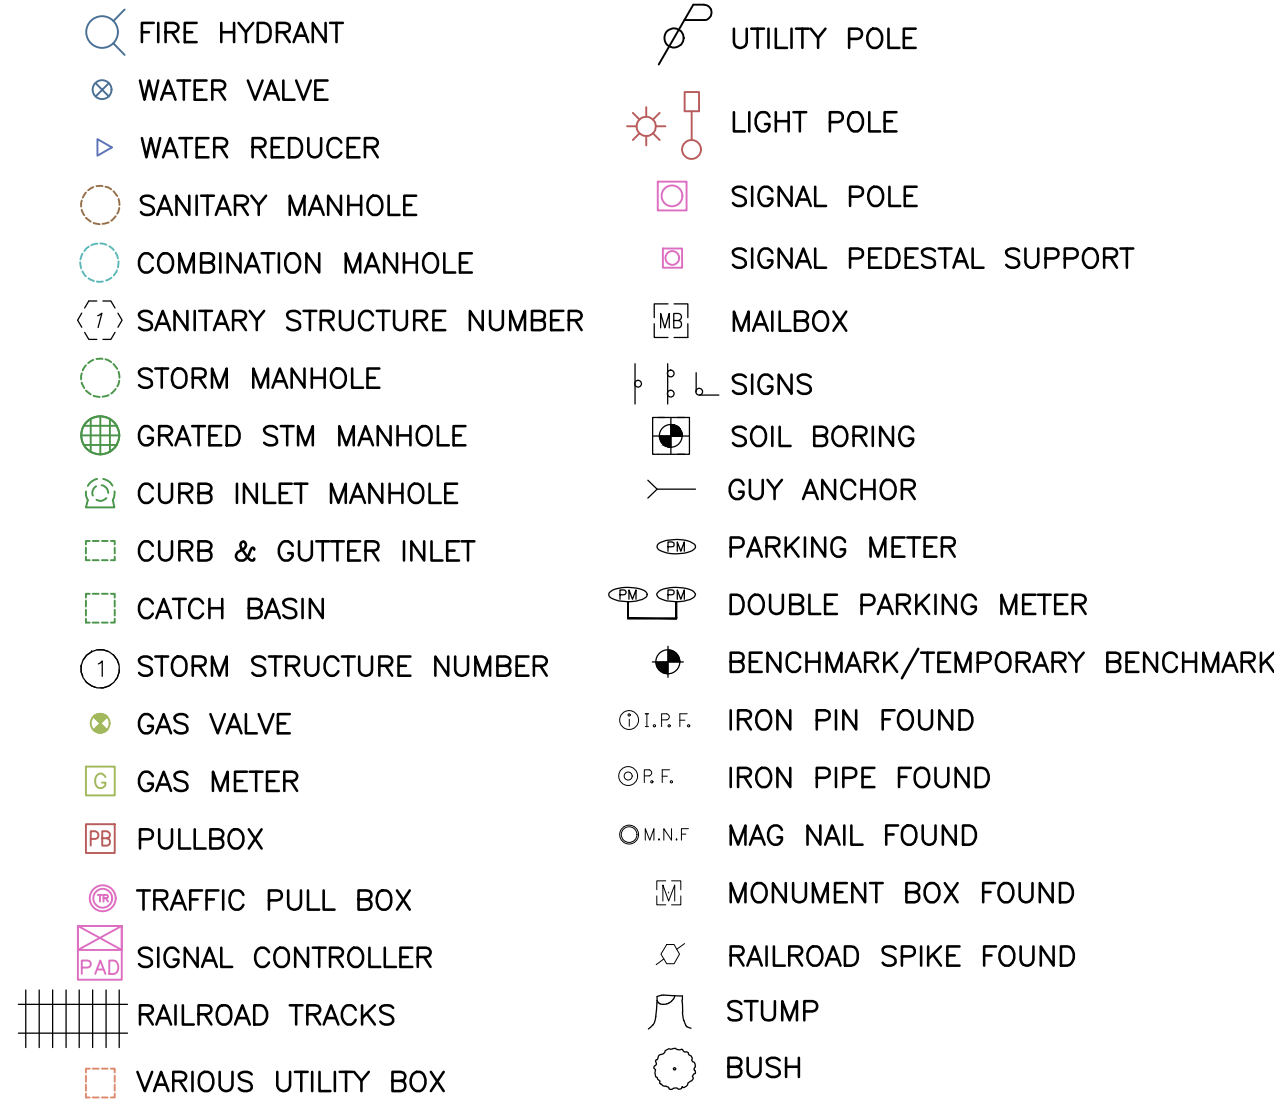 FIRE HYDRANT
WATER VALVE
WATER REDUCER
SANITARY MANHOLE
COMBINATION MANHOLE
1 SANITARY STRUCTURE NUMBER
STORM MANHOLE
GRATED STM MANHOLE
CURB INLET MANHOLE
CURB & GUTTER INLET
CATCH BASIN
1 STORM STRUCTURE NUMBER
GAS VALVE
G GAS METER
PB PULLBOX
TR TRAFFIC PULL BOX
PAD SIGNAL CONTROLLER
RAILROAD TRACKS
VARIOUS UTILITY BOX
UTILITY POLE
LIGHT POLE
SIGNAL POLE
SIGNAL PEDESTAL SUPPORT
MB MAILBOX
SIGNS
SOIL BORING
GUY ANCHOR
PM PARKING METER
PM PM DOUBLE PARKING METER
BENCHMARK/TEMPORARY BENCHMARK
I.P.F. IRON PIN FOUND
P.F. IRON PIPE FOUND
M.N.F MAG NAIL FOUND
M MONUMENT BOX FOUND
RAILROAD SPIKE FOUND
STUMP
BUSH